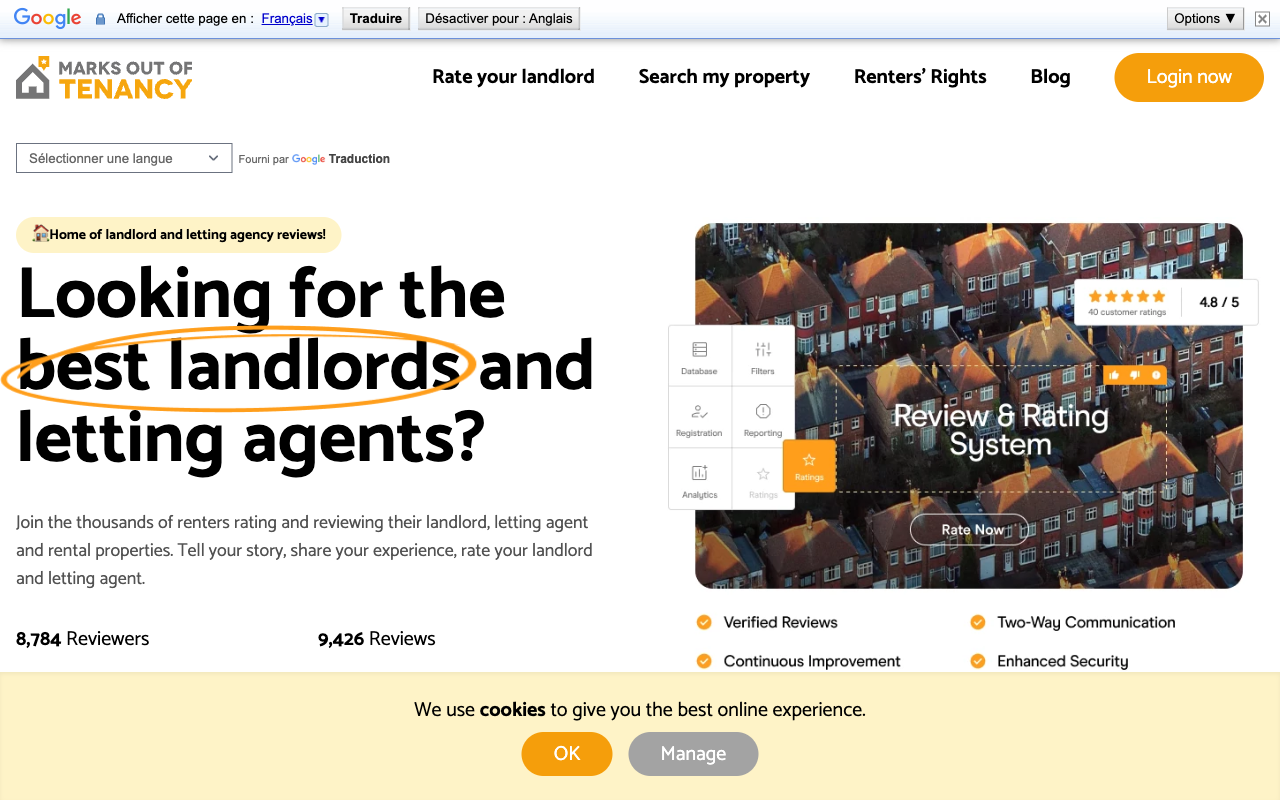 Google Afficher cette page en : Français Traduire Désactiver pour : Anglais Options ▼
MARKS OUT OF
TENANCY
Rate your landlord Search my property Renters' Rights Blog Login now
Sélectionner une langue Fourni par Google Traduction
Home of landlord and letting agency reviews!
Looking for the
best landlords and
letting agents?
Join the thousands of renters rating and reviewing their landlord, letting agent
and rental properties. Tell your story, share your experience, rate your landlord
and letting agent.
8,784 Reviewers 9,426 Reviews
40 customer ratings
4.8 / 5
Database Filters
Registration Reporting
Analytics Ratings
Ratings
Review & Rating
System
Rate Now
Verified Reviews Two-Way Communication
Continuous Improvement Enhanced Security
We use cookies to give you the best online experience.
OK Manage